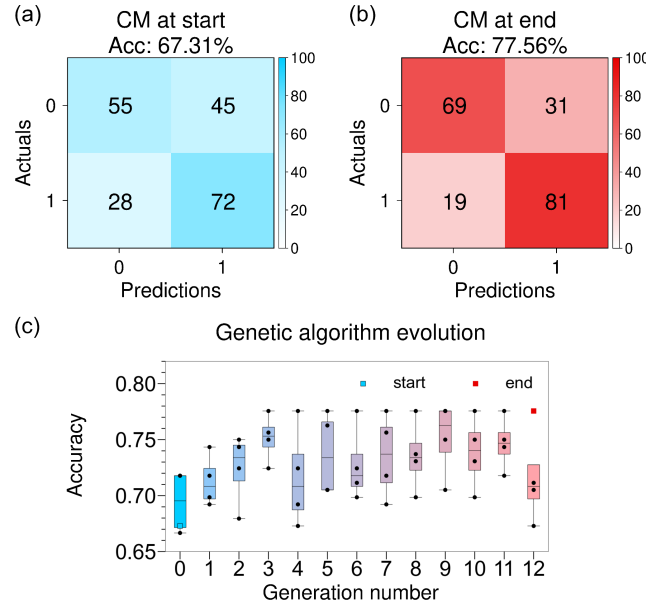 (a)
CM at start
Acc: 67.31%
Actuals
0
1
55
45
28
72
0
1
Predictions
100
80
60
40
20
0
(b)
CM at end
Acc: 77.56%
Actuals
0
1
69
31
19
81
0
1
Predictions
100
80
60
40
20
0
(c)
Genetic algorithm evolution
Accuracy
0.80
0.75
0.70
0.65
start
end
0 1 2 3 4 5 6 7 8 9 10 11 12
Generation number